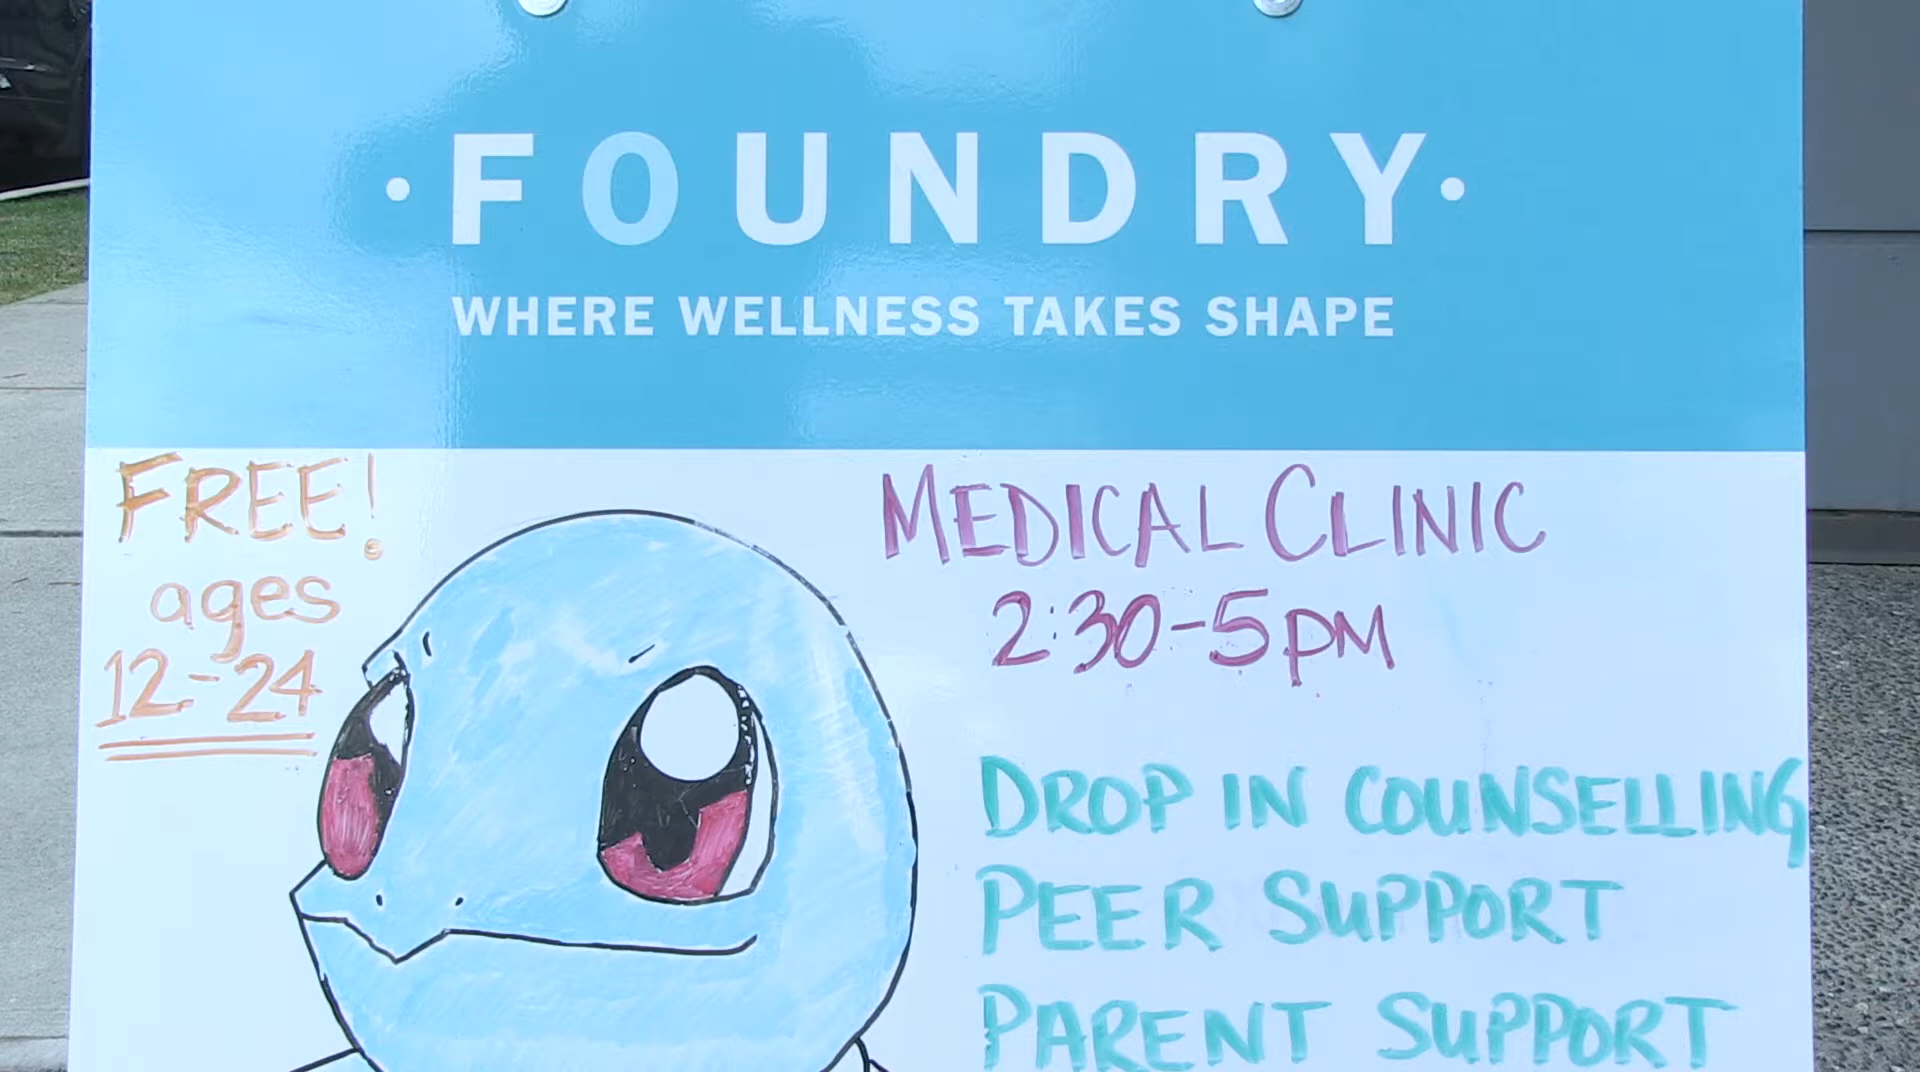 • FOUNDRY •
WHERE WELLNESS TAKES SHAPE
FREE!
ages
12-24
MEDICAL CLINIC
2:30-5PM
DROP IN COUNSELLING
PEER SUPPORT
PARENT SUPPORT